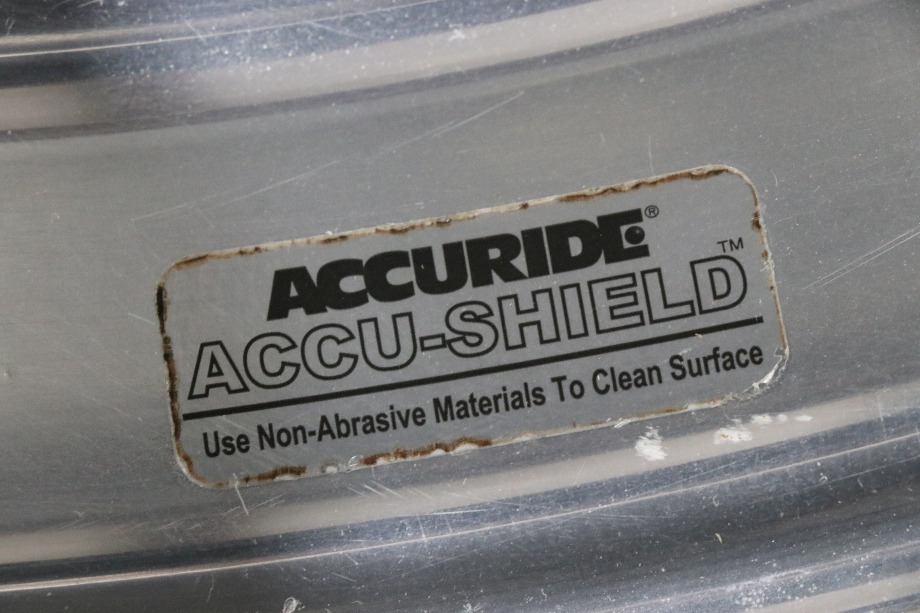 ACCURIDE®
ACCU-SHIELD™
Use Non-Abrasive Materials To Clean Surface